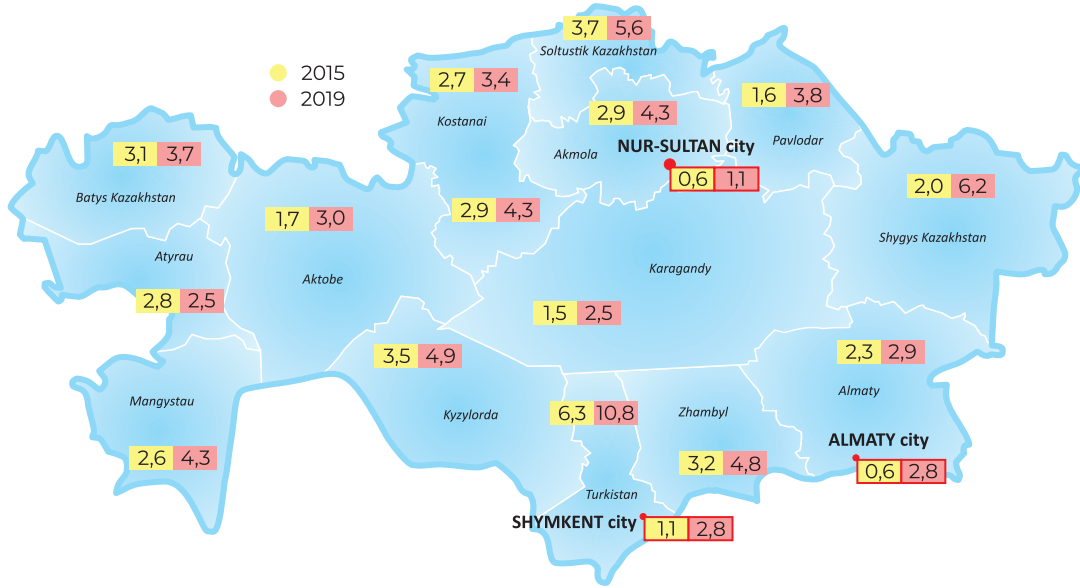 3,7 5,6
Soltustik Kazakhstan
2015
2019
2,7 3,4
Kostanai
1,6 3,8
Pavlodar
2,9 4,3
Akmola
NUR-SULTAN city
0,6 1,1
3,1 3,7
Batys Kazakhstan
2,0 6,2
Shygys Kazakhstan
1,7 3,0
Aktobe
2,9 4,3
Atyrau
2,8 2,5
Karagandy
1,5 2,5
3,5 4,9
Kyzylorda
2,3 2,9
Almaty
Mangystau
2,6 4,3
6,3 10,8
Turkistan
Zhambyl
3,2 4,8
ALMATY city
0,6 2,8
SHYMKENT city
1,1 2,8